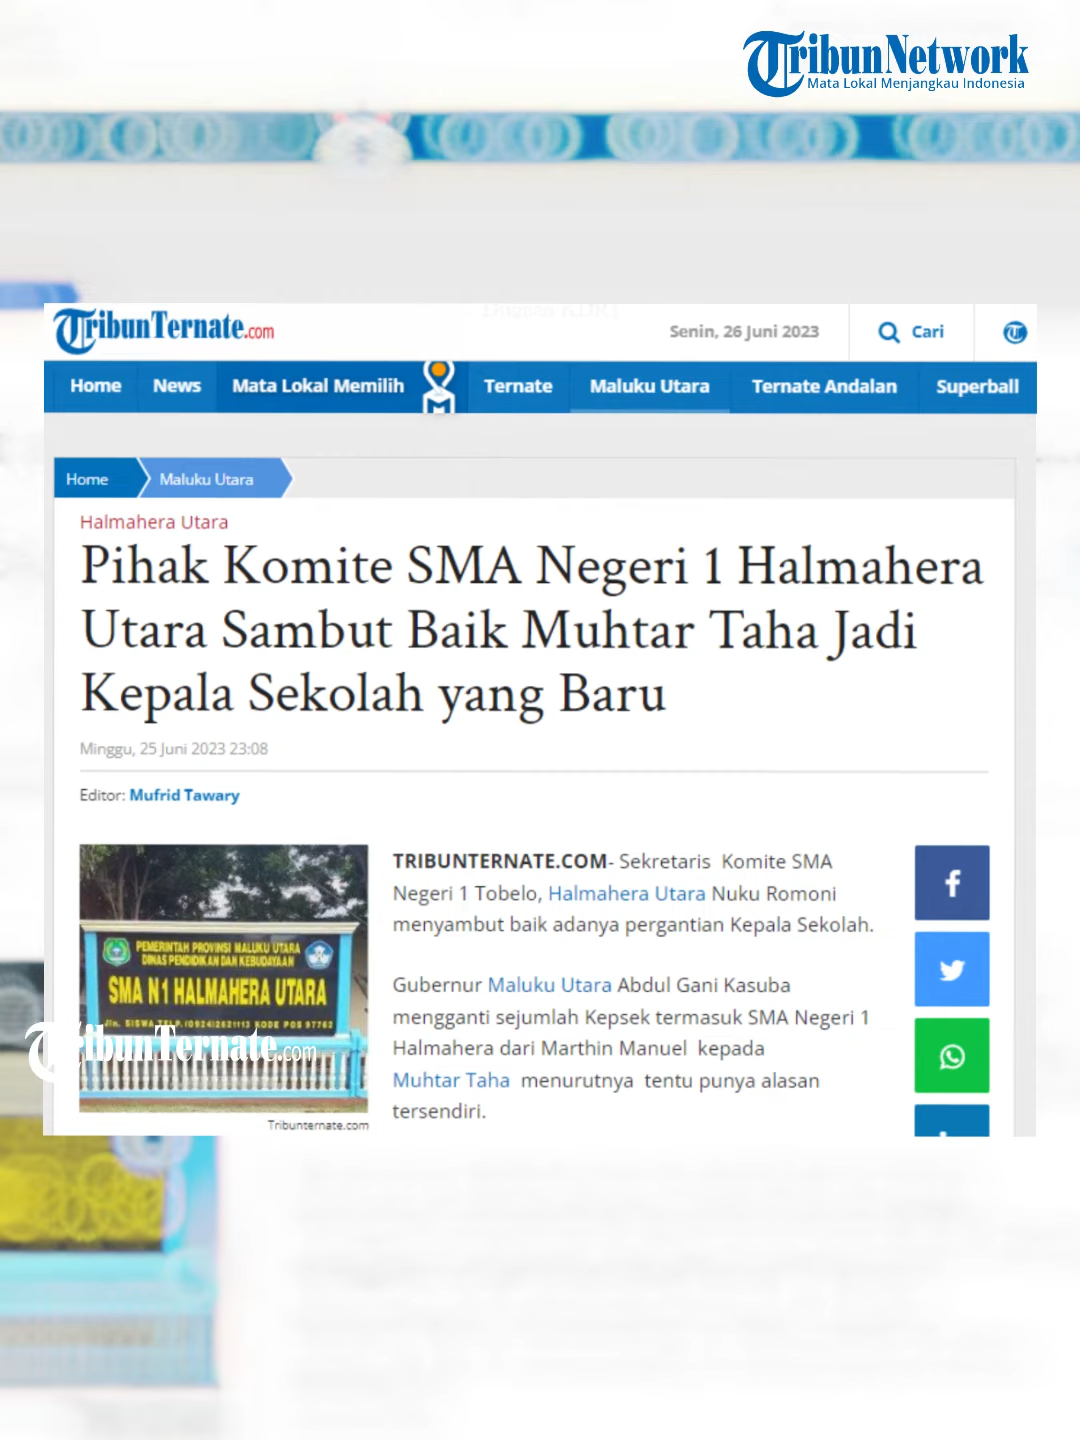 TribunNetwork
Mata Lokal Menjangkau Indonesia
TribunTernate.com
Senin, 26 Juni 2023
Cari
Home News Mata Lokal Memilih Ternate Maluku Utara Ternate Andalan Superball
Home Maluku Utara
Halmahera Utara
Pihak Komite SMA Negeri 1 Halmahera
Utara Sambut Baik Muhtar Taha Jadi
Kepala Sekolah yang Baru
Minggu, 25 Juni 2023 23:08
Editor: Mufrid Tawary
PEMERINTAH PROVINSI MALUKU UTARA
DINAS PENDIDIKAN DAN KEBUDAYAAN
SMA N 1 HALMAHERA UTARA
Jln. SISWA TELP. (0924)2621113 KODE POS 97762
TribunTernate.com
Tribunternate.com
TRIBUNTERNATE.COM- Sekretaris Komite SMA
Negeri 1 Tobelo, Halmahera Utara Nuku Romoni
menyambut baik adanya pergantian Kepala Sekolah.
Gubernur Maluku Utara Abdul Gani Kasuba
mengganti sejumlah Kepsek termasuk SMA Negeri 1
Halmahera dari Marthin Manuel kepada
Muhtar Taha menurutnya tentu punya alasan
tersendiri.